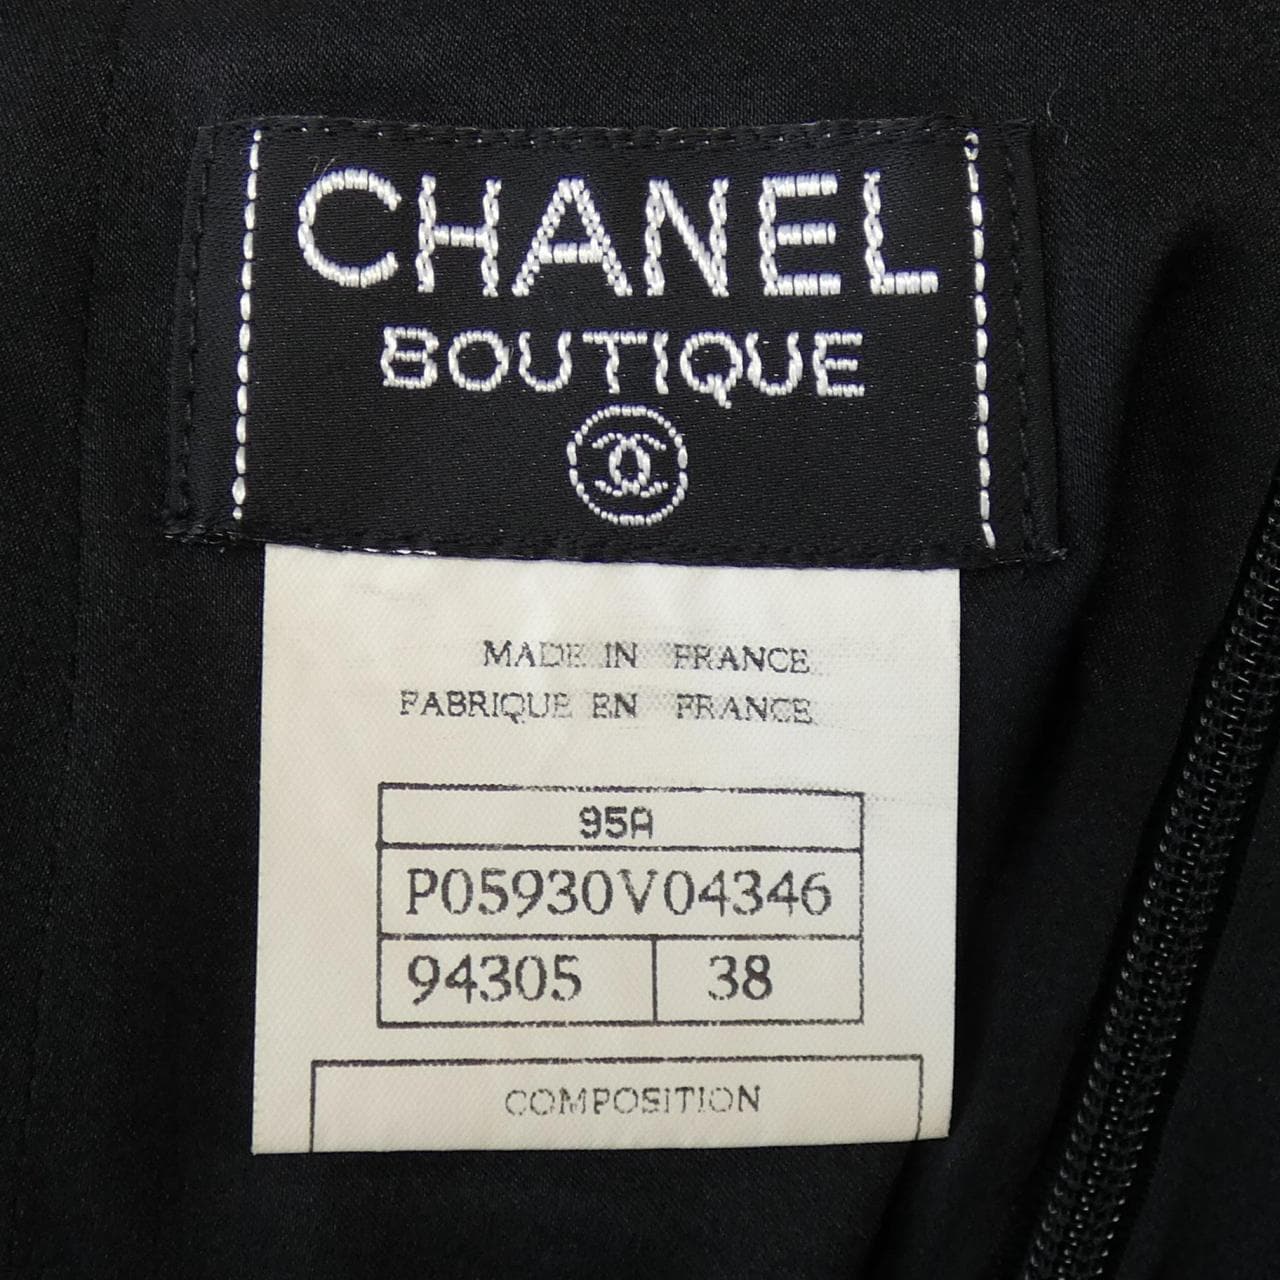 CHANEL
BOUTIQUE
MADE IN FRANCE
FABRIQUE EN FRANCE
95A
P05930V04346
94305 38
COMPOSITION